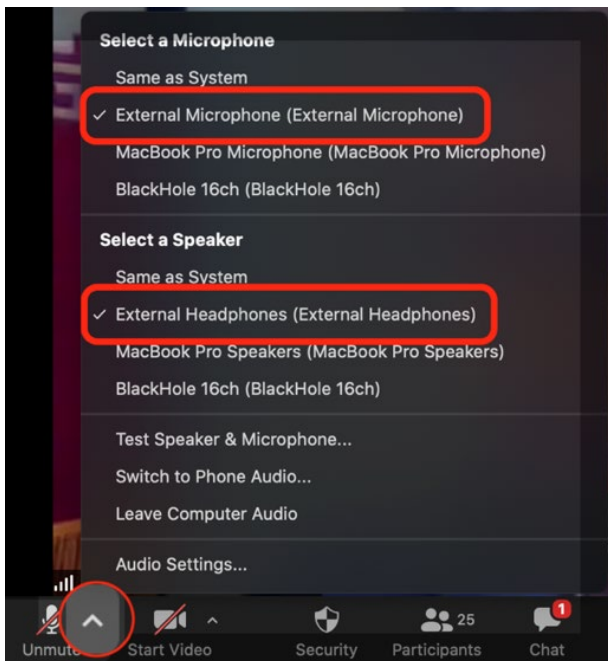 Select a Microphone
Same as System
✓ External Microphone (External Microphone)
MacBook Pro Microphone (MacBook Pro Microphone)
BlackHole 16ch (BlackHole 16ch)
Select a Speaker
Same as System
✓ External Headphones (External Headphones)
MacBook Pro Speakers (MacBook Pro Speakers)
BlackHole 16ch (BlackHole 16ch)
Test Speaker & Microphone...
Switch to Phone Audio...
Leave Computer Audio
Audio Settings...
25 1
Unmute Start Video Security Participants Chat